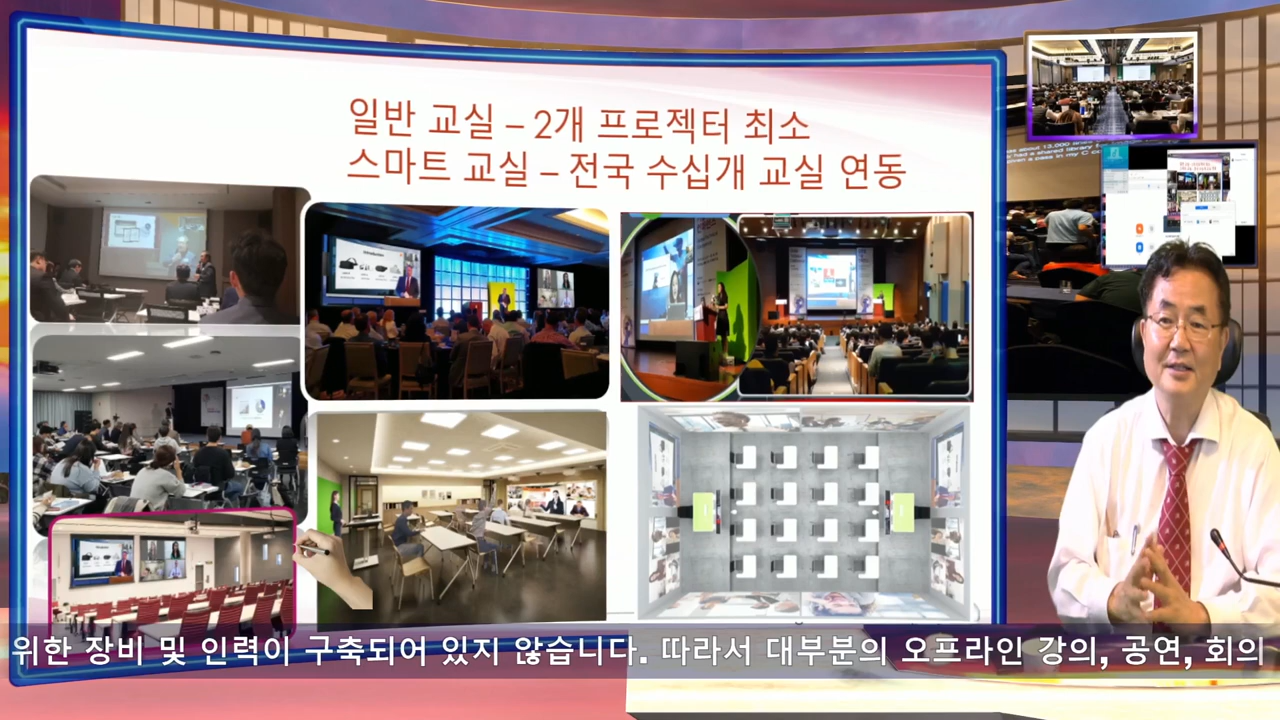 일반 교실 – 2개 프로젝터 최소
스마트 교실 – 전국 수십개 교실 연동
Introduction
위한 장비 및 인력이 구축되어 있지 않습니다. 따라서 대부분의 오프라인 강의, 공연, 회의